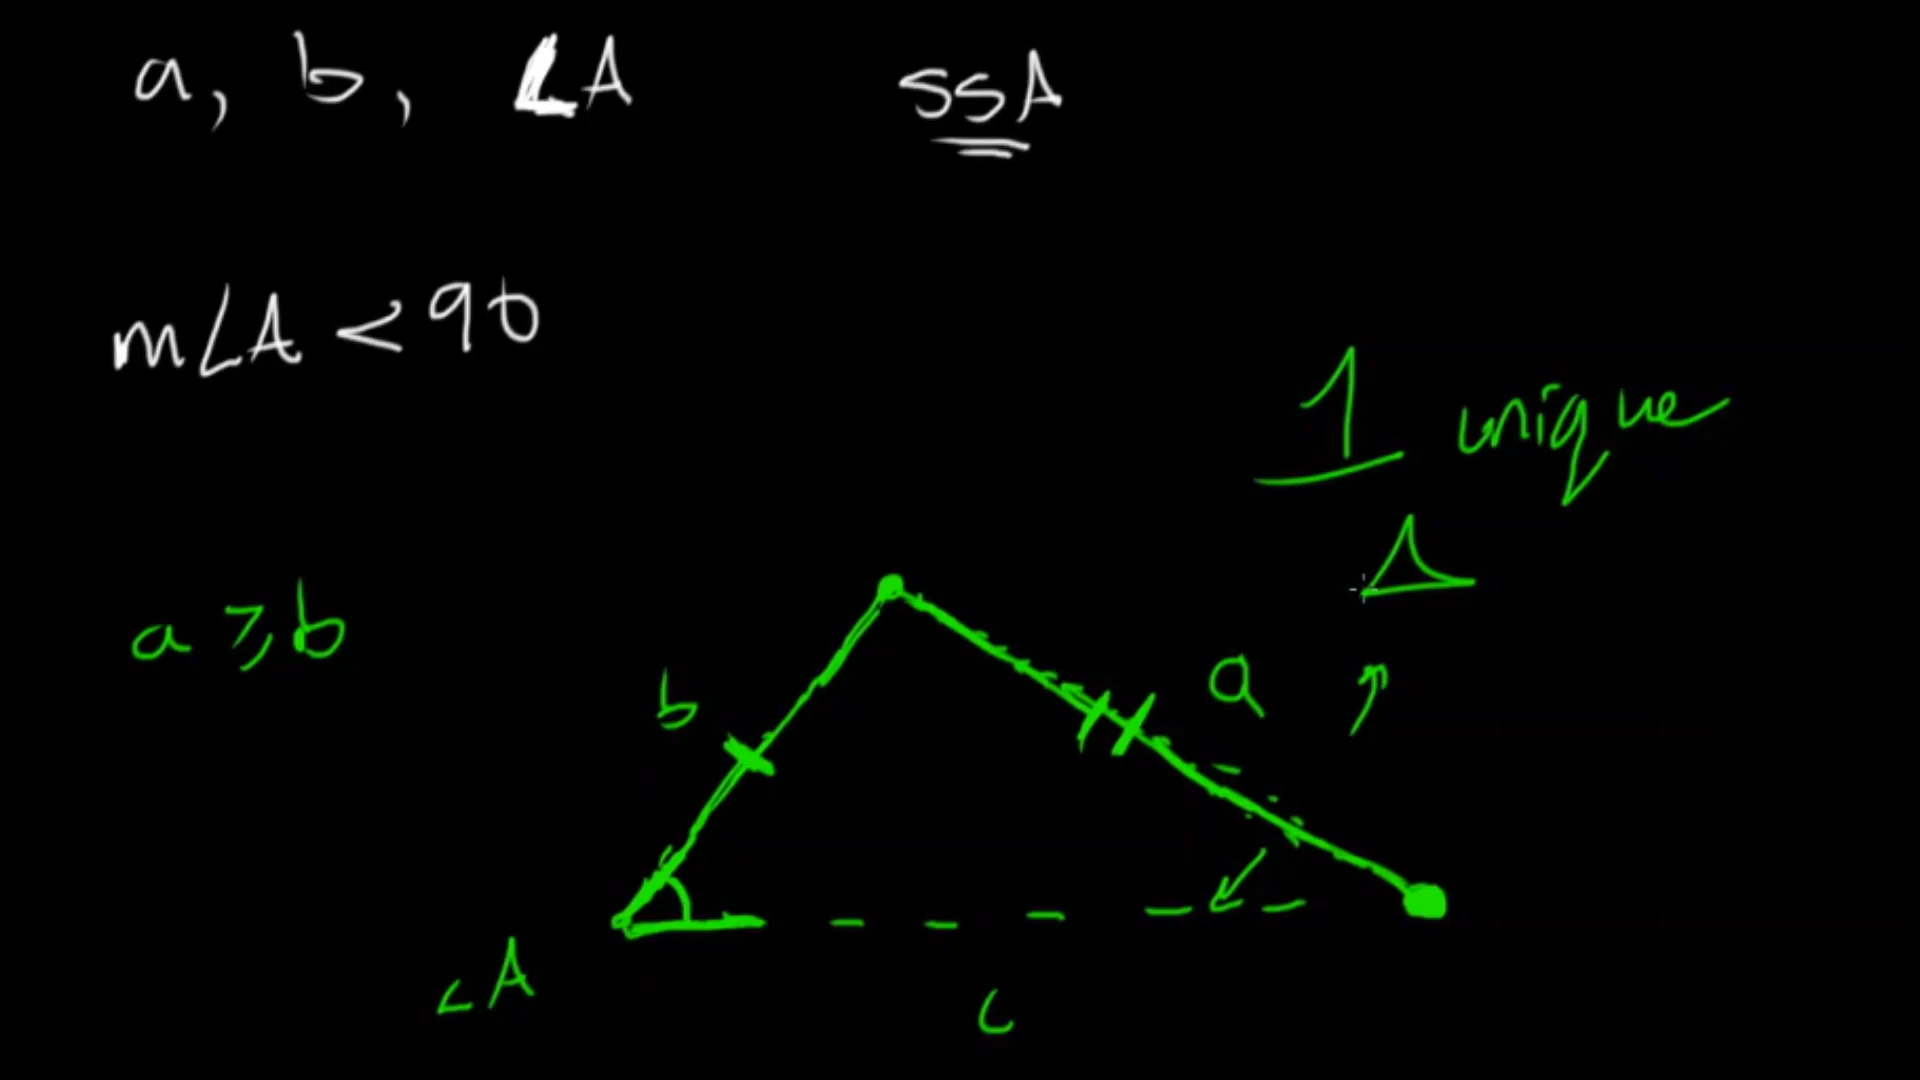 a, b, ∠A
SSA
m∠A < 90
1 unique
△
a ≥ b
b
a
∠A
c